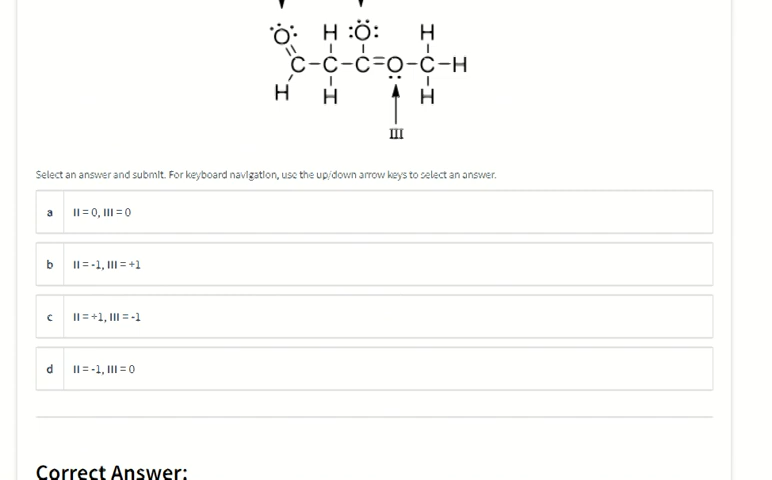 O H :O: H
C-C-C=O-C-H
H H H
III
Select an answer and submit. For keyboard navigation, use the up/down arrow keys to select an answer.
a II = 0, III = 0
b II = -1, III = +1
c II = +1, III = -1
d II = -1, III = 0
Correct Answer: